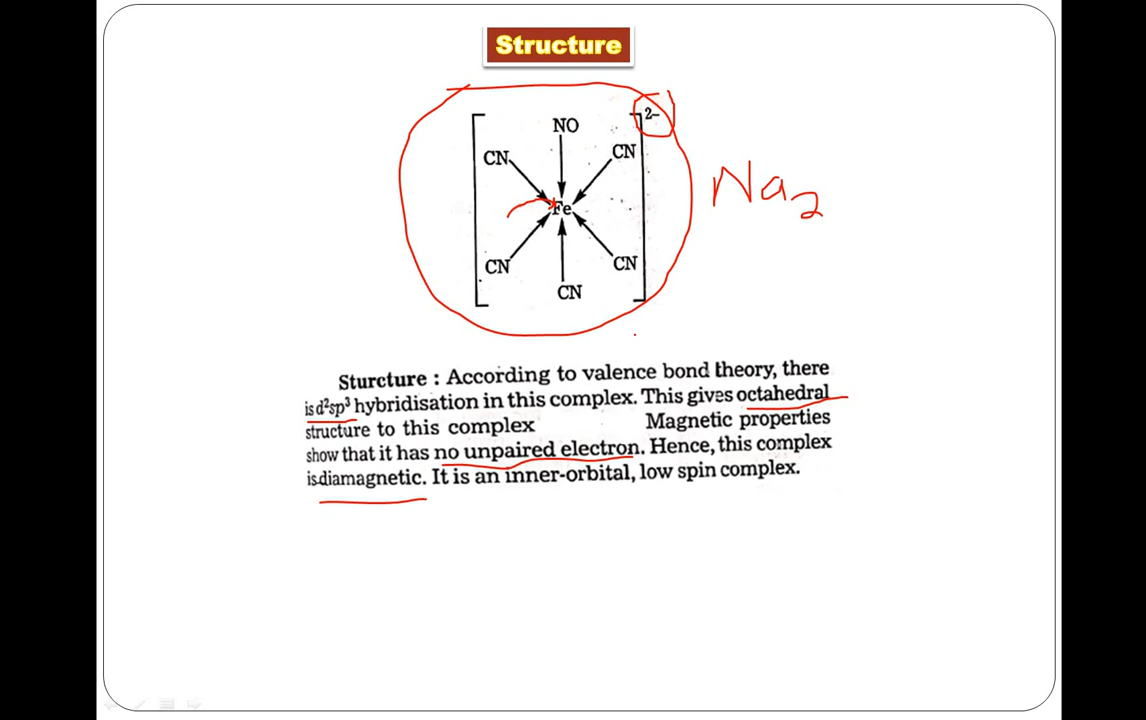 Structure
2–
NO
CN CN
Fe
Na2
CN CN
CN
Sturcture : According to valence bond theory, there
is d²sp³ hybridisation in this complex. This gives octahedral
structure to this complex Magnetic properties
show that it has no unpaired electron. Hence, this complex
is diamagnetic. It is an inner-orbital, low spin complex.